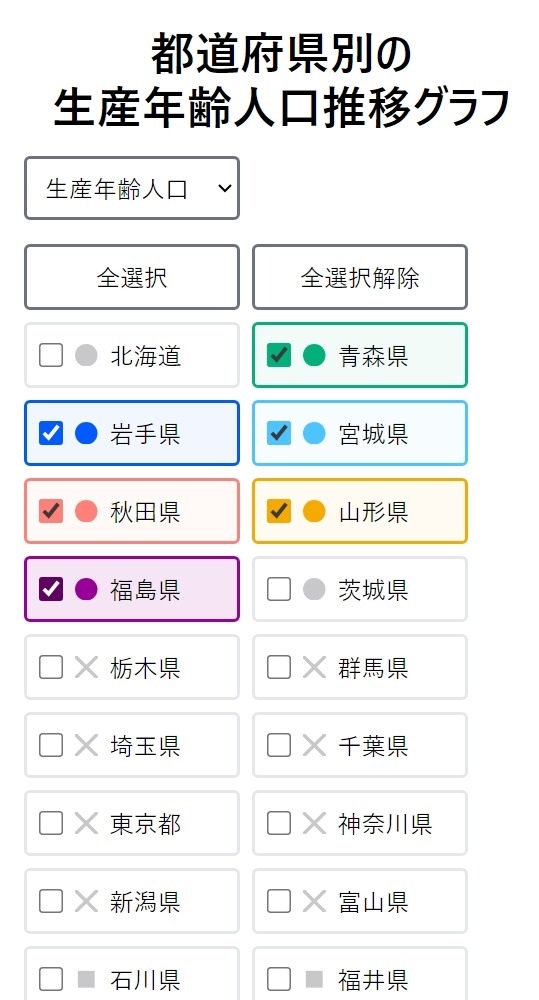 都道府県別の
生産年齢人口推移グラフ
生産年齢人口
全選択
全選択解除
北海道
青森県
岩手県
宮城県
秋田県
山形県
福島県
茨城県
栃木県
群馬県
埼玉県
千葉県
東京都
神奈川県
新潟県
富山県
石川県
福井県